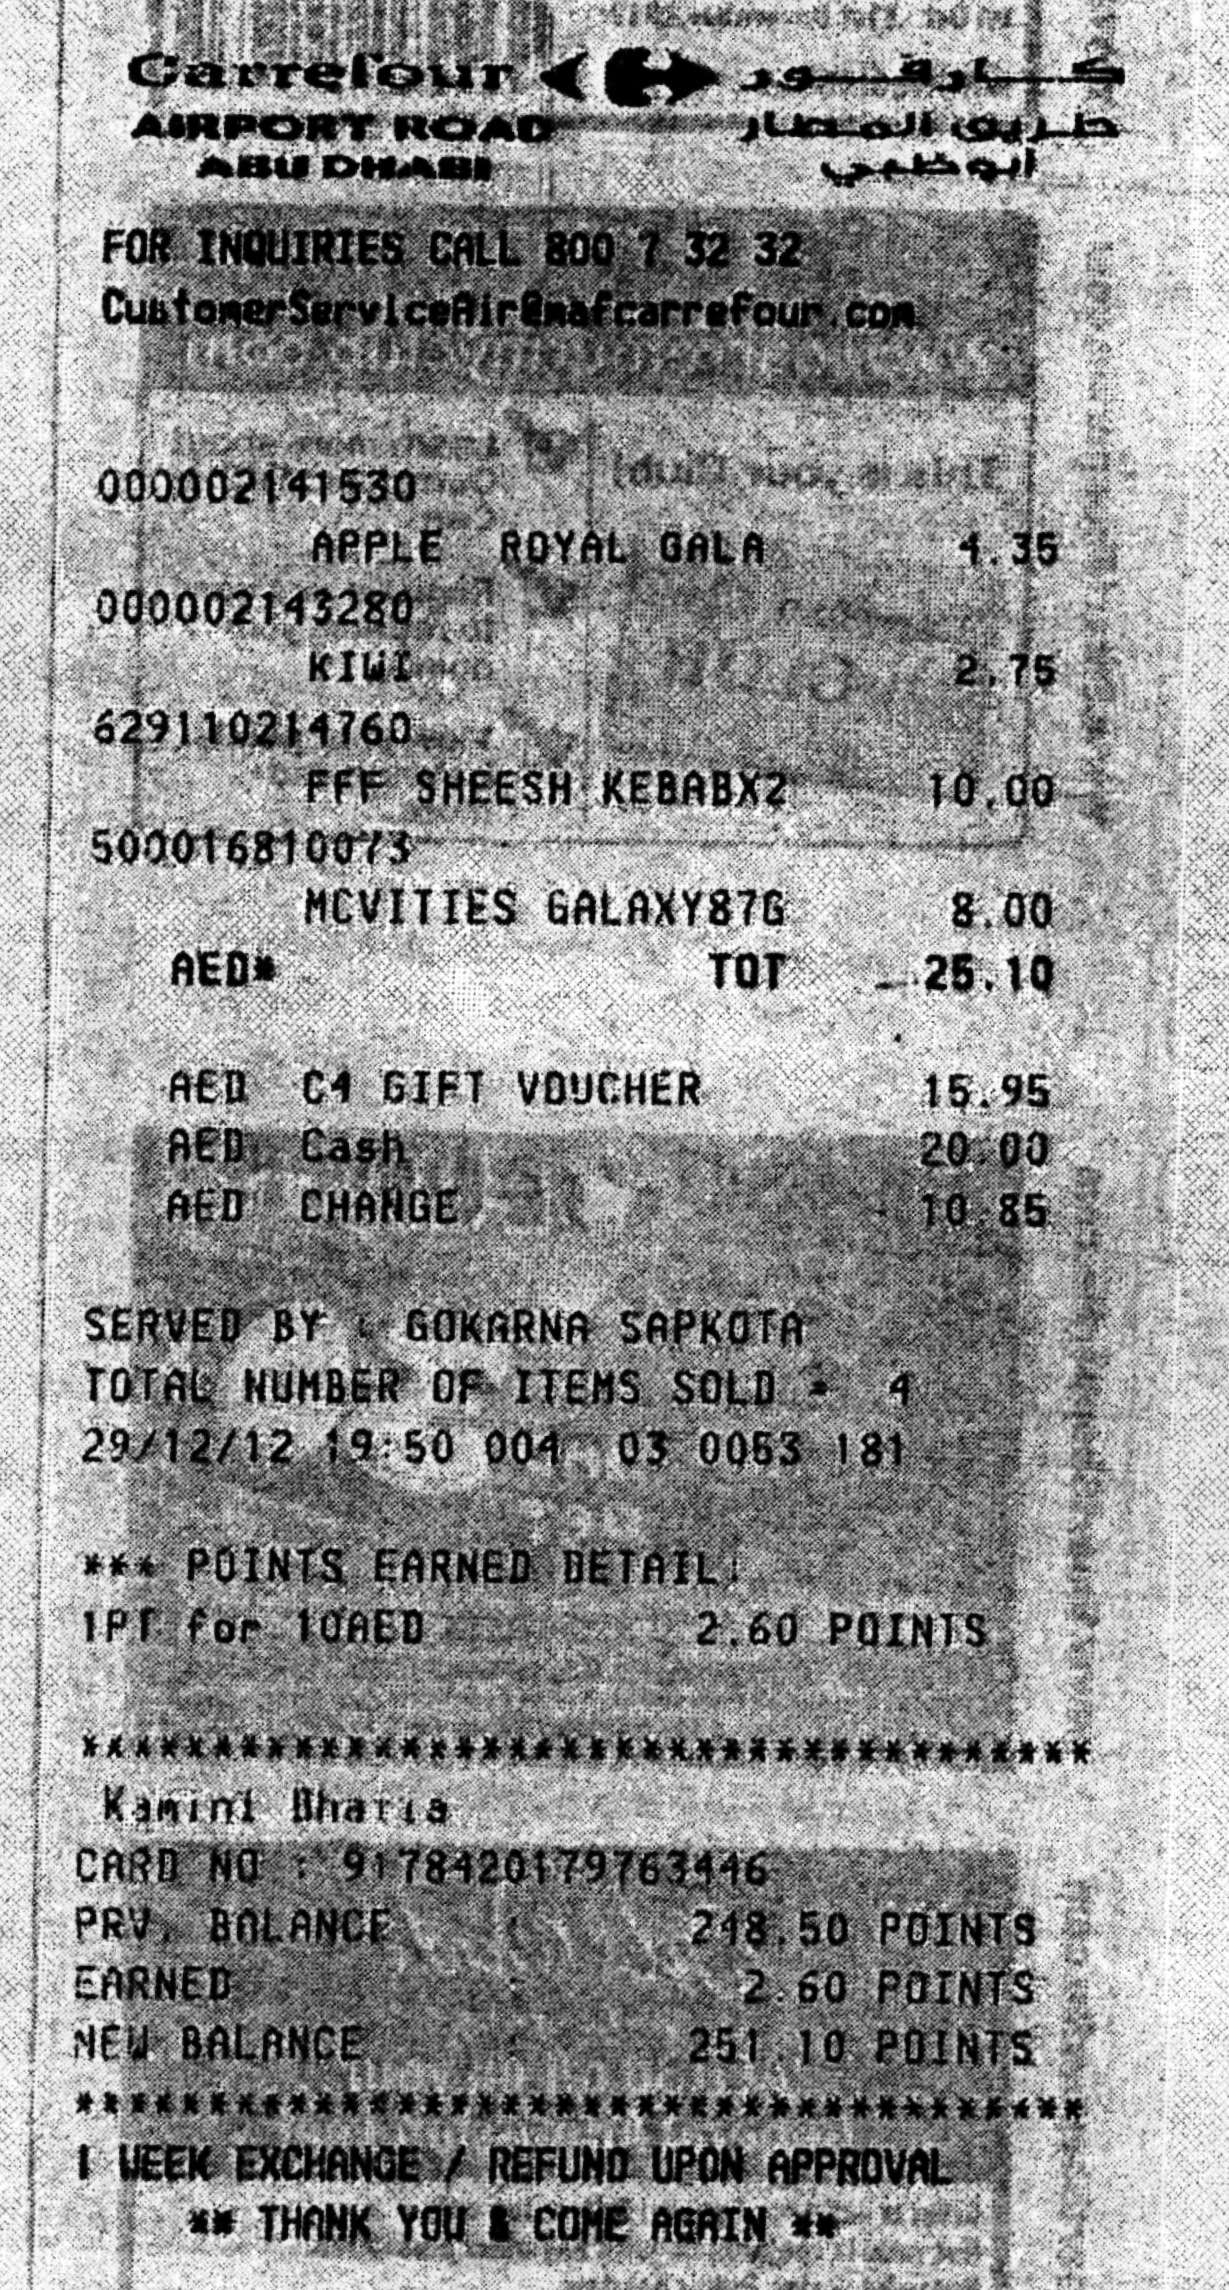 Carrefour كارفور
AIRPORT ROAD طريق المطار
ABU DHABI أبوظبي
FOR INQUIRIES CALL 800 7 32 32
CustomerServiceAir@mafcarrefour.com
000002141530
APPLE ROYAL GALA 4.35
000002143280
KIWI 2.75
629110214760
FFF SHEESH KEBABX2 10.00
500016810073
MCVITIES GALAXY87G 8.00
AED* TOT 25.10
AED C4 GIFT VOUCHER 15.95
AED Cash 20.00
AED CHANGE - 10.85
SERVED BY : GOKARNA SAPKOTA
TOTAL NUMBER OF ITEMS SOLD = 4
29/12/12 19:50 004 03 0053 181
*** POINTS EARNED DETAIL:
1PT for 10AED 2.60 POINTS
**************************************
Kamini Dharia
CARD NO : 9178420179763446
PRV. BALANCE : 248.50 POINTS
EARNED : 2.60 POINTS
NEW BALANCE : 251.10 POINTS
**************************************
1 WEEK EXCHANGE / REFUND UPON APPROVAL
** THANK YOU & COME AGAIN **